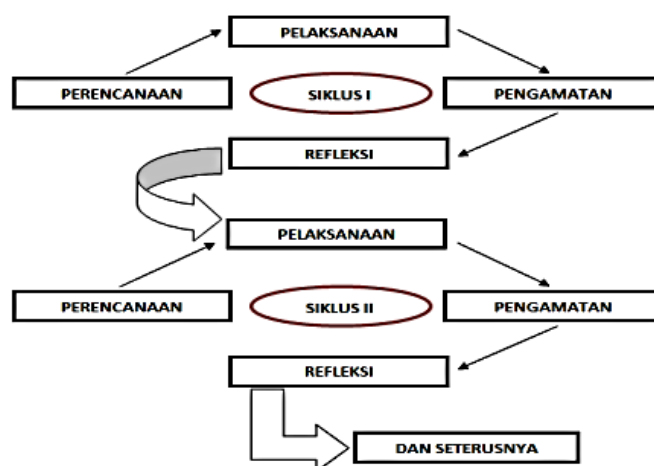 PELAKSANAAN
PERENCANAAN
SIKLUS I
PENGAMATAN
REFLEKSI
PELAKSANAAN
PERENCANAAN
SIKLUS II
PENGAMATAN
REFLEKSI
DAN SETERUSNYA